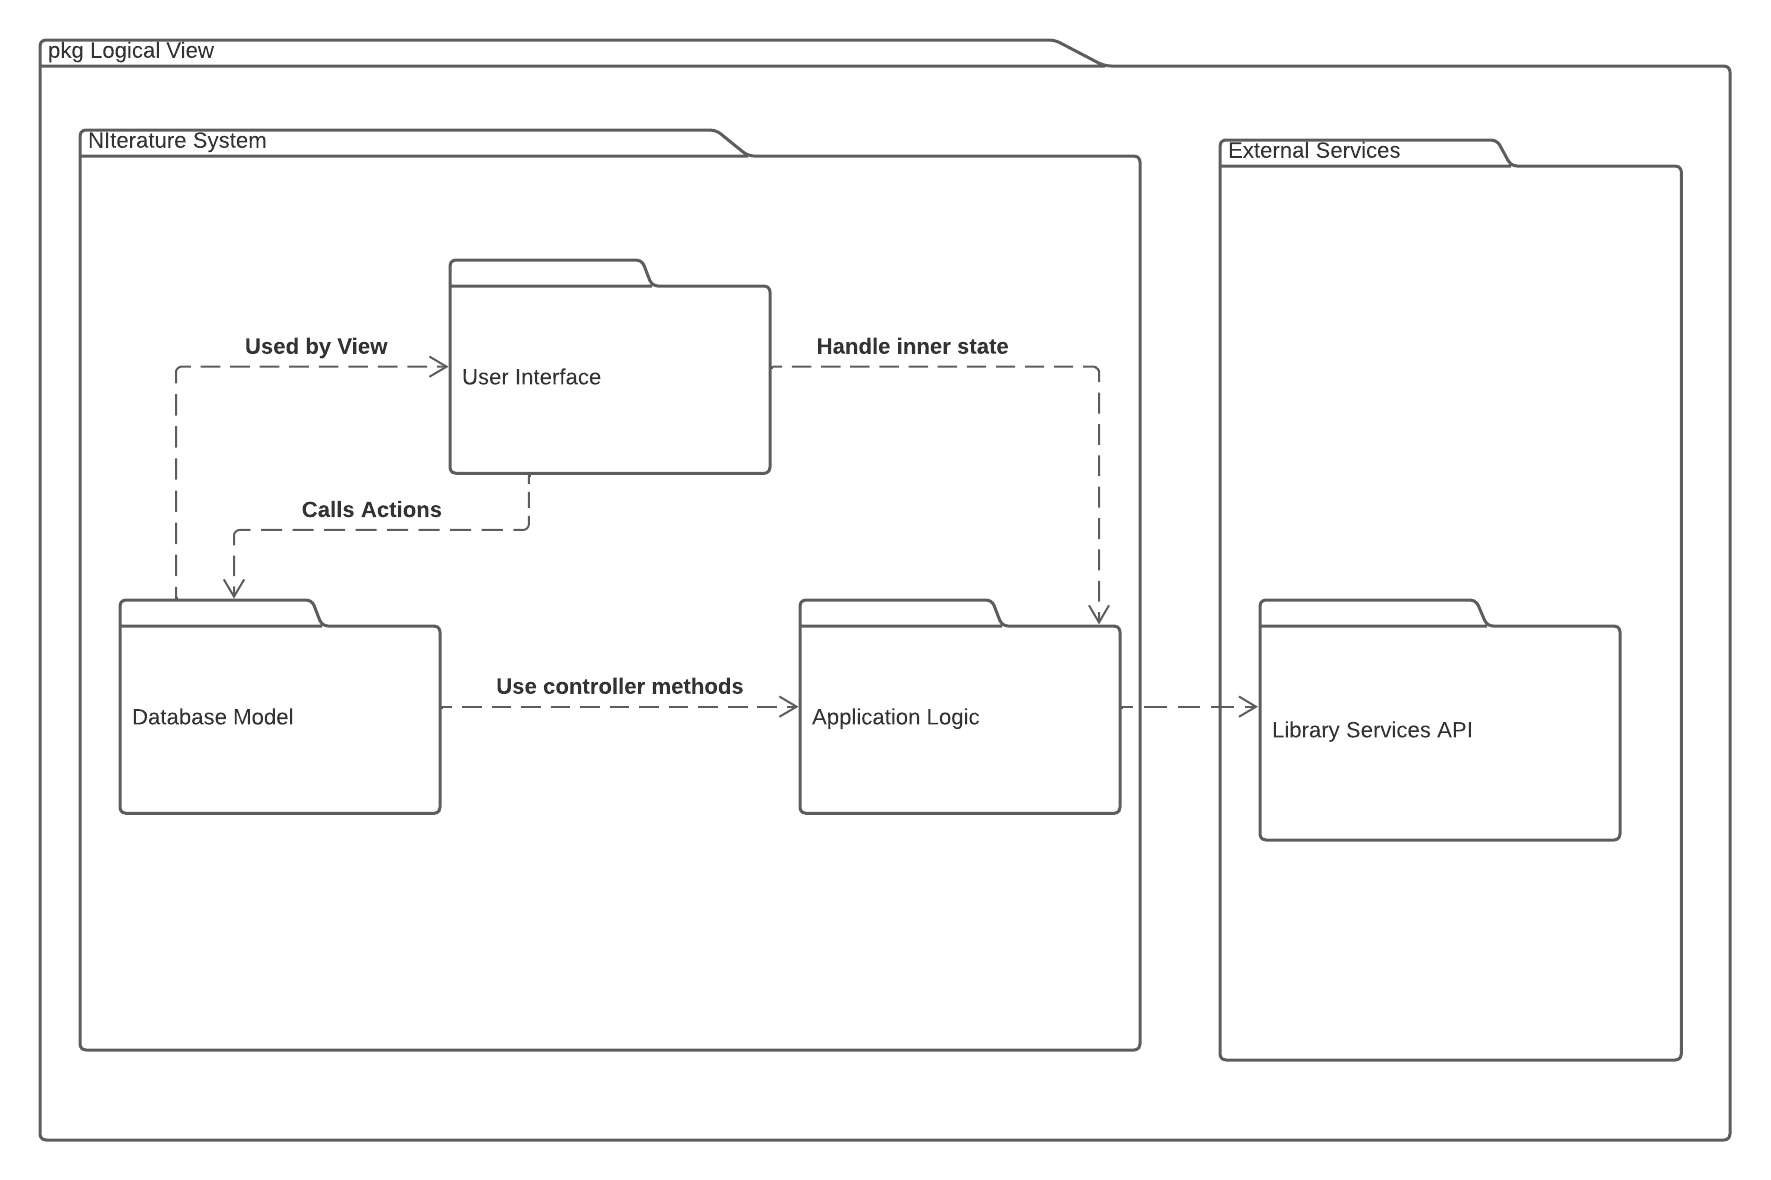 pkg Logical View
NIterature System
External Services
Used by View
Handle inner state
User Interface
Calls Actions
Use controller methods
Database Model
Application Logic
Library Services API